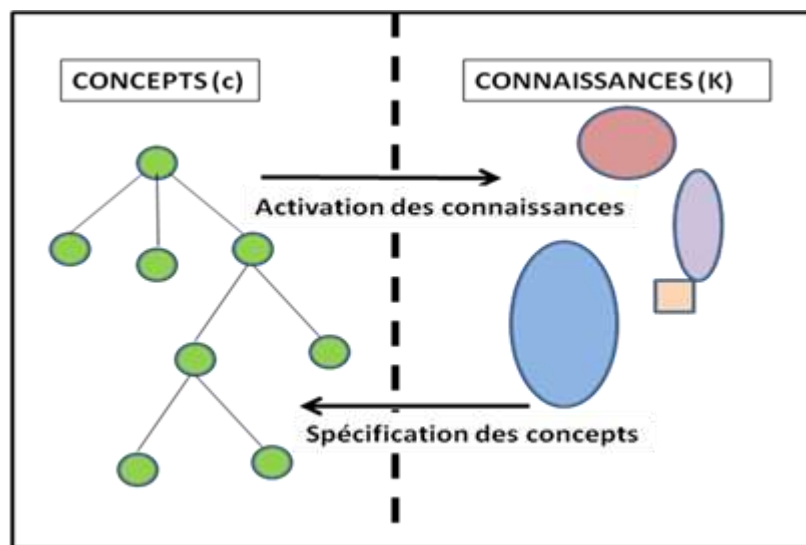 CONCEPTS (c)
CONNAISSANCES (K)
Activation des connaissances
Spécification des concepts